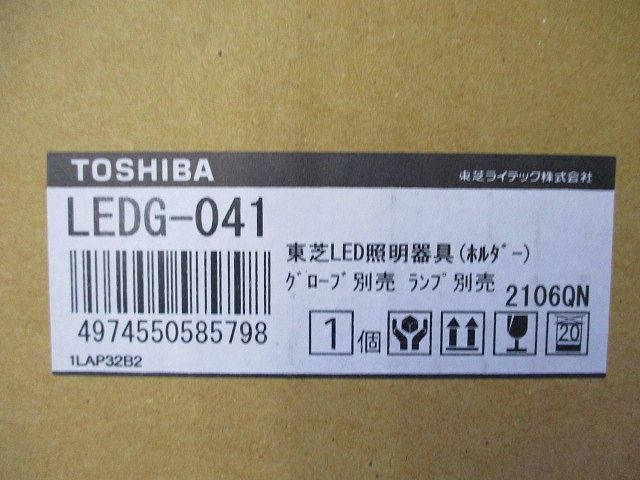 TOSHIBA 東芝ライテック株式会社
LEDG-041
東芝LED照明器具(ﾎﾙﾀﾞｰ)
ｸﾞﾛｰﾌﾞ別売 ﾗﾝﾌﾟ別売 2106QN
4974550585798 1個 20
1LAP32B2